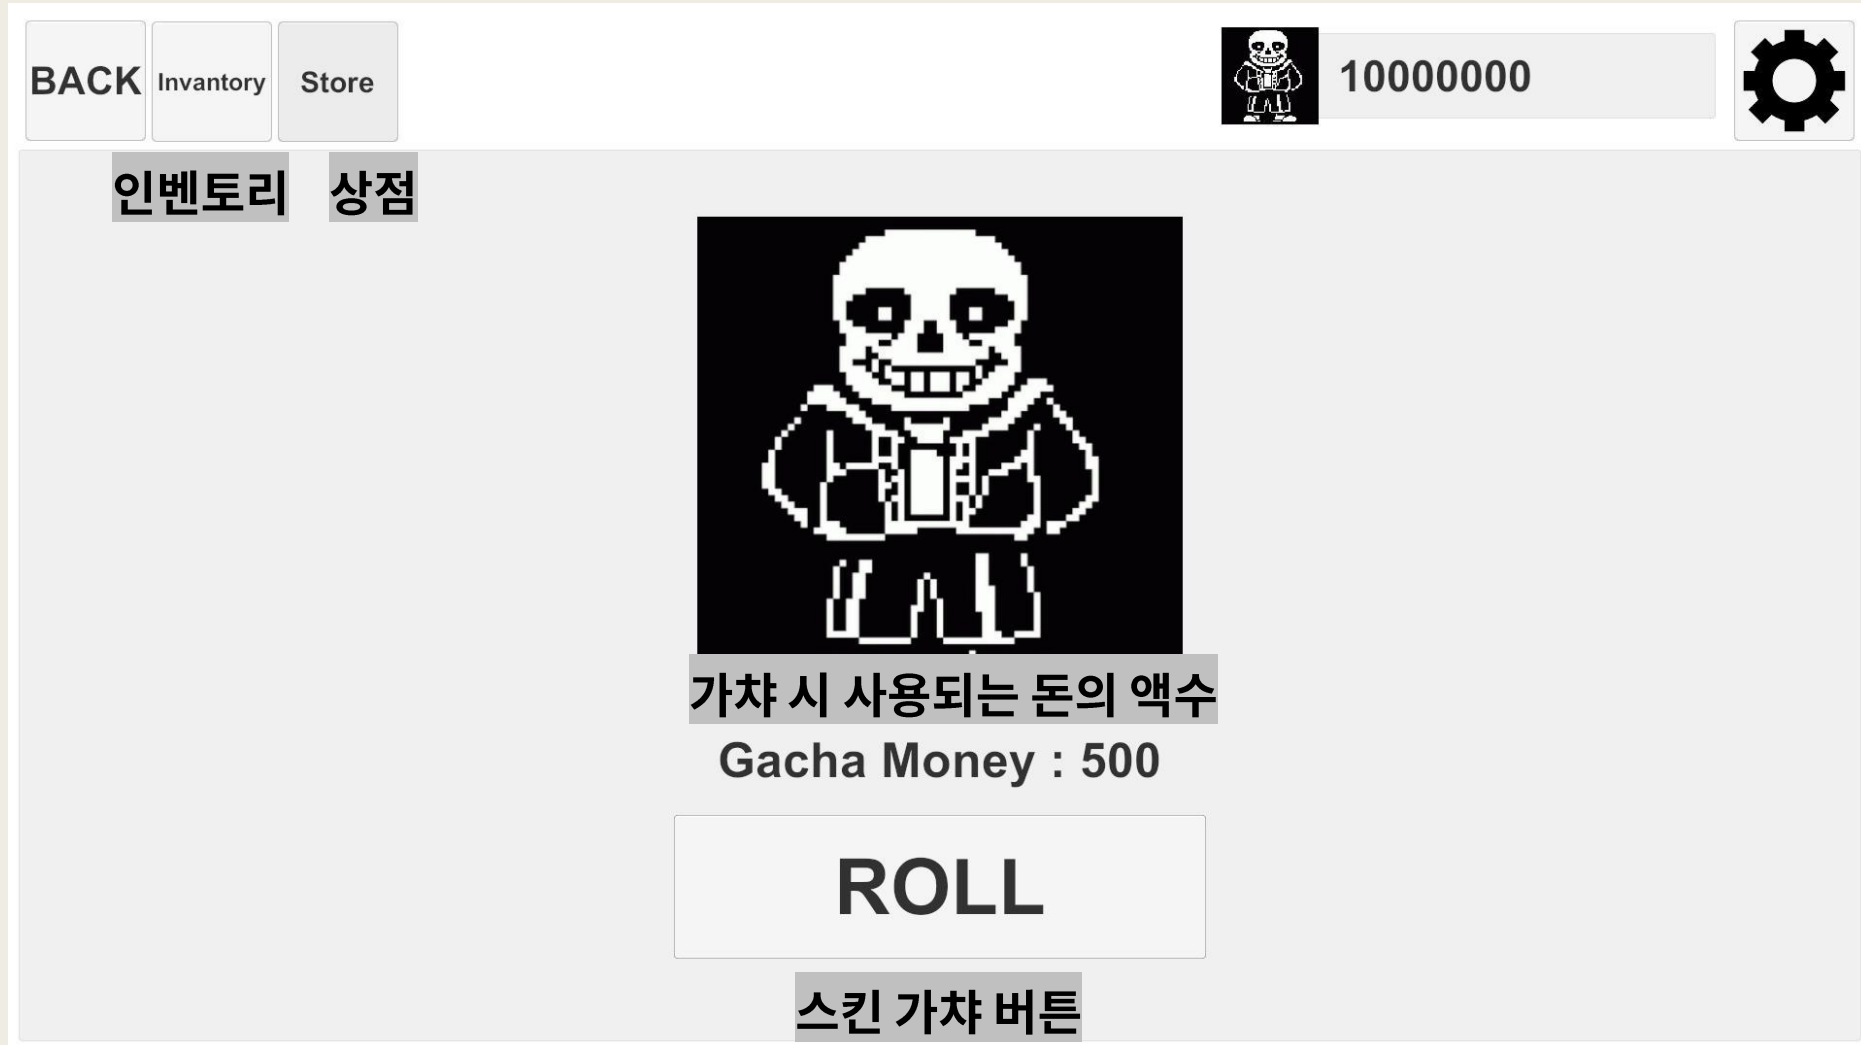 BACK
Invantory
Store
10000000
인벤토리
상점
가챠 시 사용되는 돈의 액수
Gacha Money : 500
ROLL
스킨 가챠 버튼